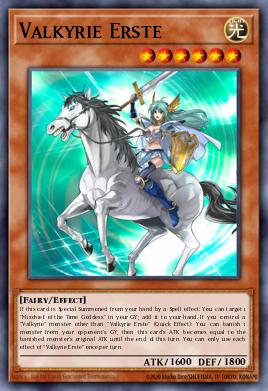 VALKYRIE ERSTE
光
[FAIRY/EFFECT]
If this card is Special Summoned from your hand by a Spell effect: You can target 1
"Mischief of the Time Goddess" in your GY; add it to your hand. If you control a
"Valkyrie" monster other than "Valkyrie Erste" (Quick Effect): You can banish 1
monster from your opponent's GY, then this card's ATK becomes equal to the
banished monster's original ATK until the end of this turn. You can only use each
effect of "Valkyrie Erste" once per turn.
ATK/1600 DEF/1800